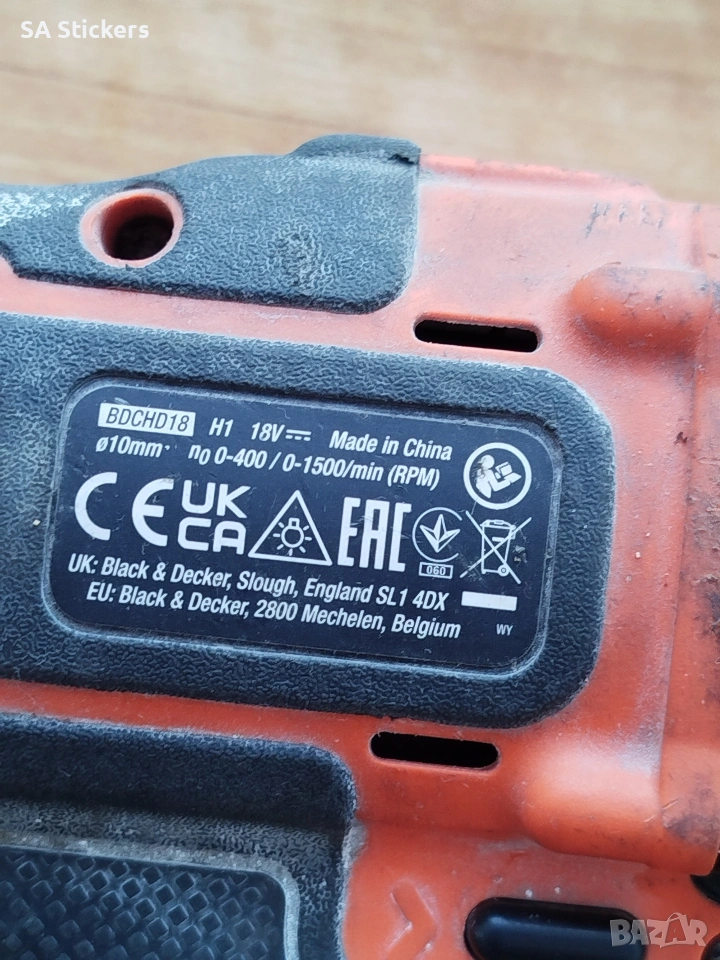 SA Stickers
BDCHD18 H1 18V Made in China
ø10mm n0 0-400 / 0-1500/min (RPM)
CE UK CA EAC
060
UK: Black & Decker, Slough, England SL1 4DX
EU: Black & Decker, 2800 Mechelen, Belgium
WY
BAZAR